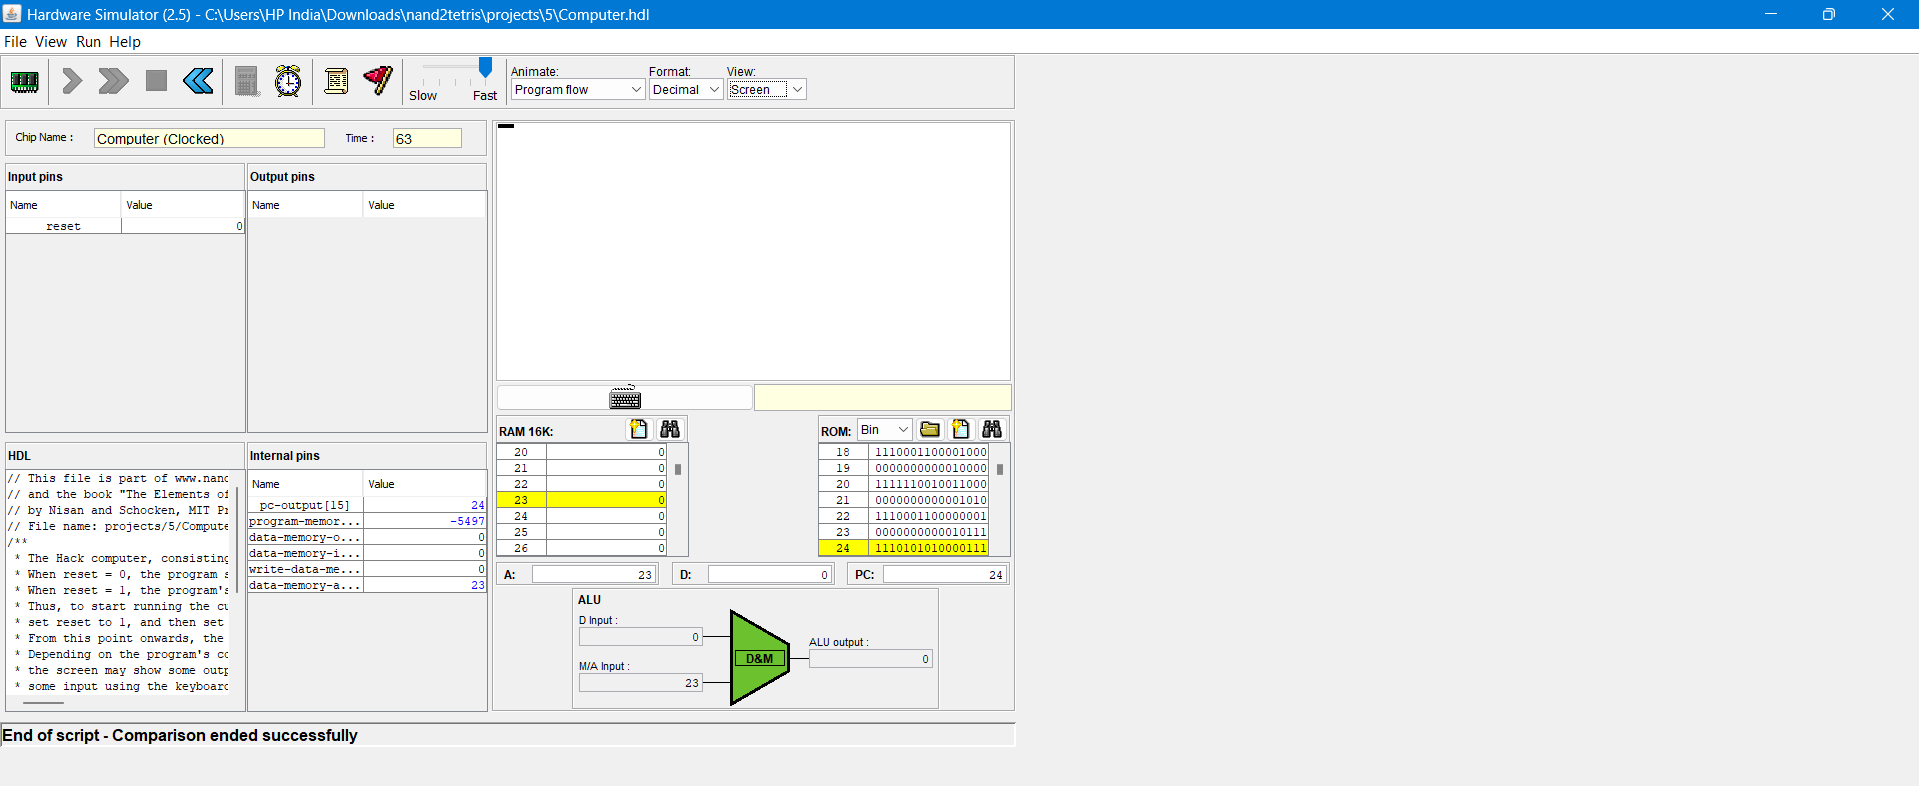 Hardware Simulator (2.5) - C:\Users\HP India\Downloads\nand2tetris\projects\5\Computer.hdl
File View Run Help
Slow Fast
Animate: Format: View:
Program flow Decimal Screen
Chip Name : Computer (Clocked) Time : 63
Input pins
Name Value
reset 0
Output pins
Name Value
HDL
// This file is part of www.nand
// and the book "The Elements of
// by Nisan and Schocken, MIT Pr
// File name: projects/5/Compute
/**
* The Hack computer, consisting
* When reset = 0, the program s
* When reset = 1, the program's
* Thus, to start running the cu
* set reset to 1, and then set
* From this point onwards, the
* Depending on the program's co
* the screen may show some outp
* some input using the keyboard
Internal pins
Name Value
pc-output[15] 24
program-memor... -5497
data-memory-o... 0
data-memory-i... 0
write-data-me... 0
data-memory-a... 23
RAM 16K:
20 0
21 0
22 0
23 0
24 0
25 0
26 0
ROM: Bin
18 1110001100001000
19 0000000000010000
20 1111110010011000
21 0000000000001010
22 1110001100000001
23 0000000000010111
24 1110101010000111
A: 23 D: 0 PC: 24
ALU
D Input :
0
M/A Input :
23
D&M
ALU output :
0
End of script - Comparison ended successfully